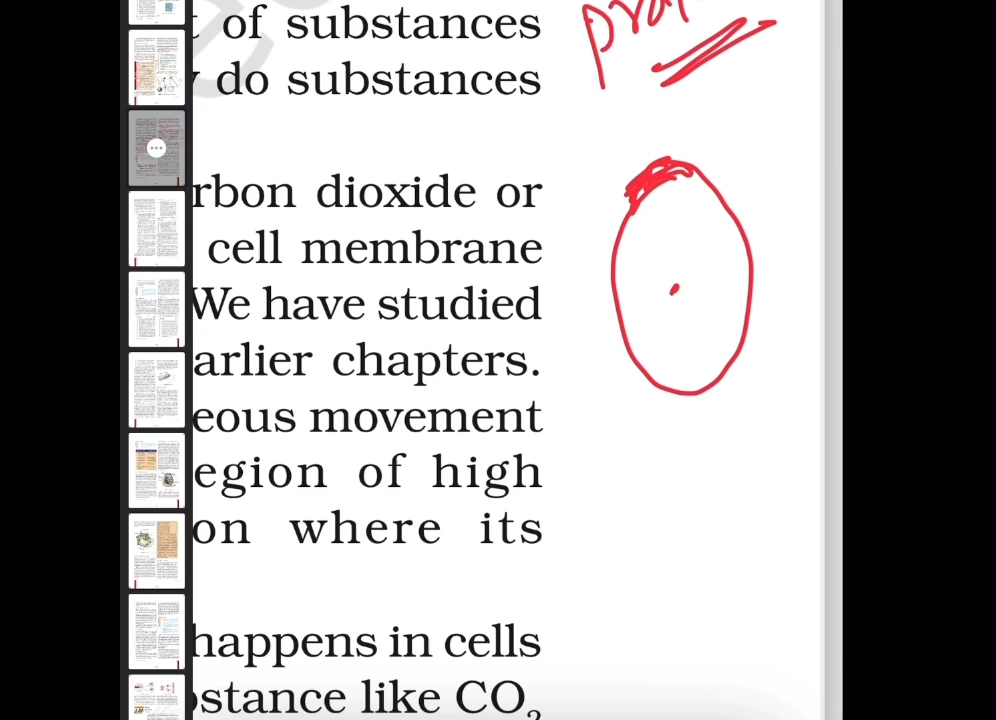 of substances
do substances
rbon dioxide or
cell membrane
We have studied
arlier chapters.
eous movement
egion of high
on where its
happens in cells
stance like CO₂